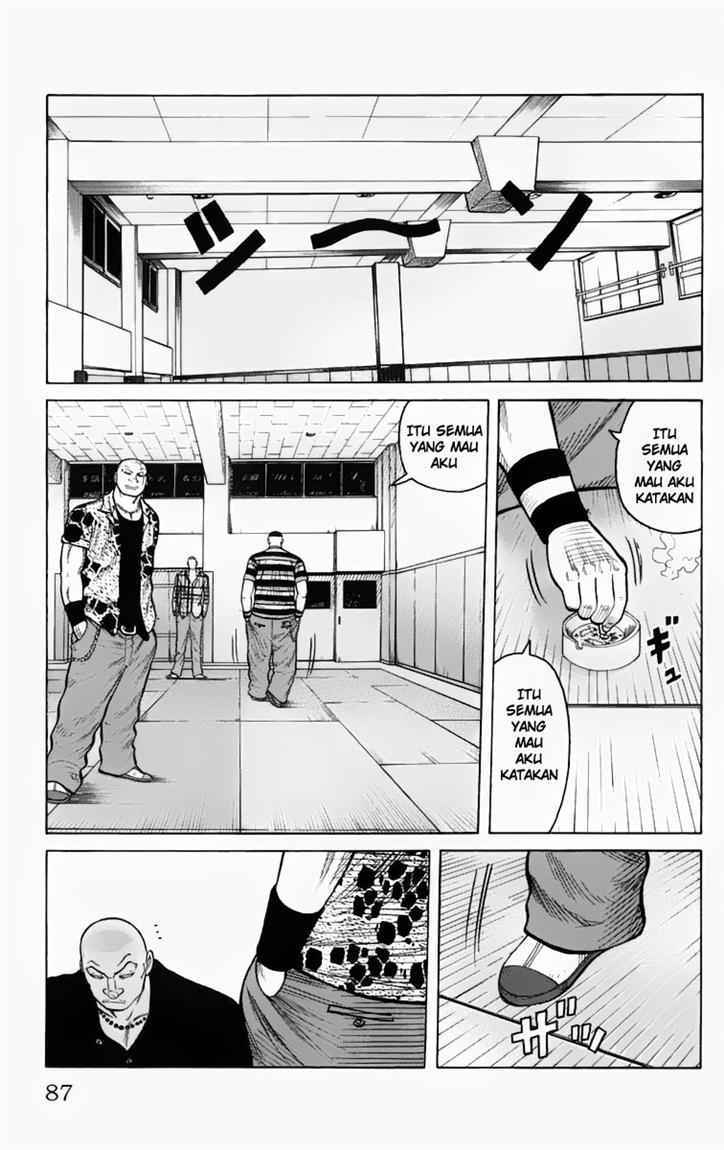 シーン
ITU
SEMUA
YANG
MAU AKU
KATAKAN
ギュ
ITU
SEMUA
YANG
MAU
AKU
KATAKAN
ITU SEMUA
YANG MAU
AKU
ザッ
87